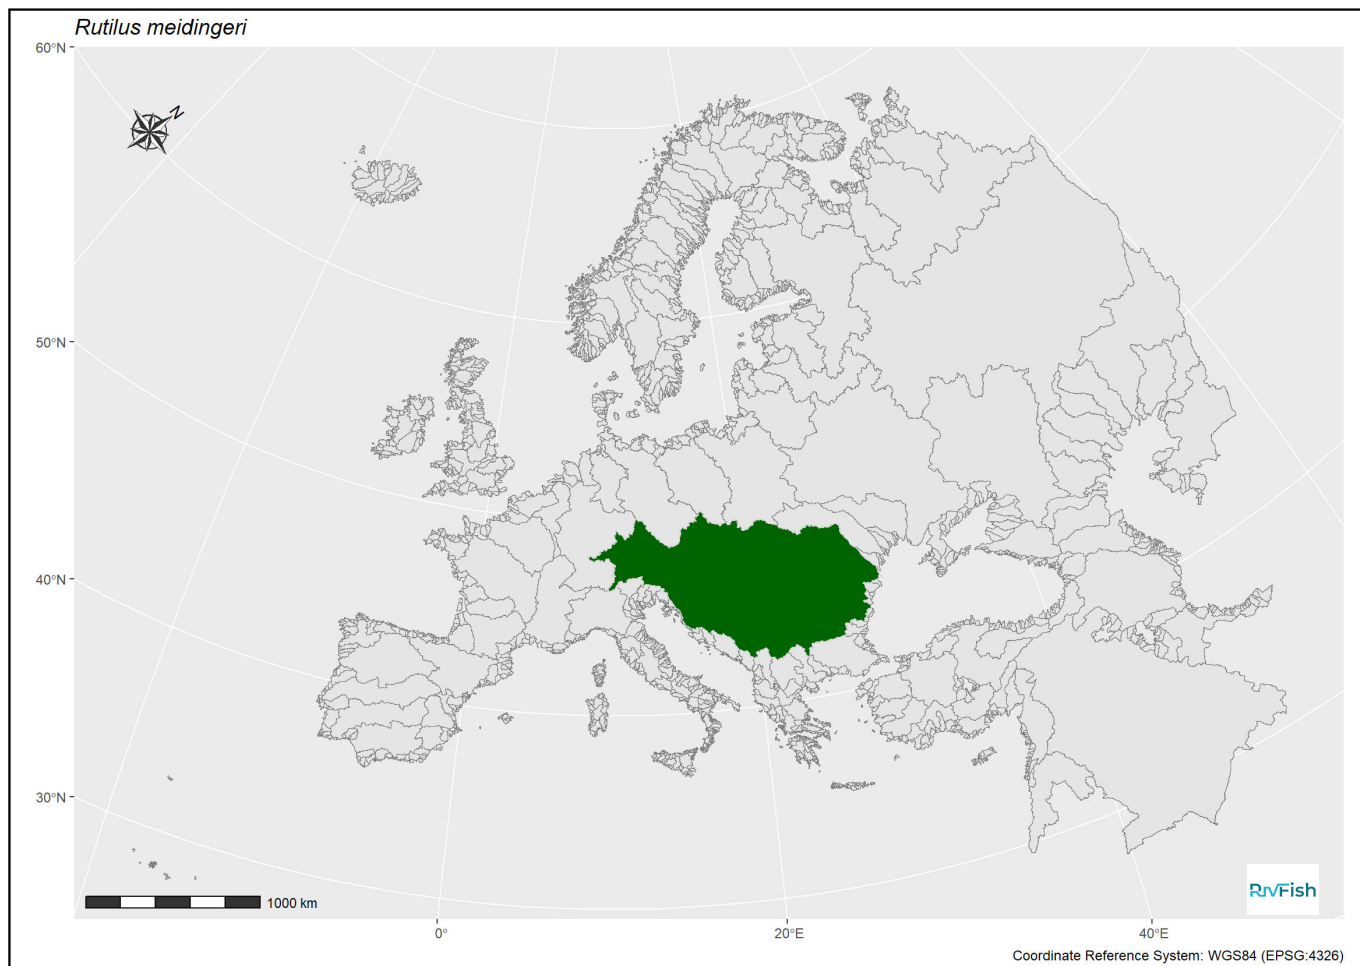 Rutilus meidingeri
60°N
N
50°N
40°N
30°N
1000 km
RIVFisH
0°
20°E
40°E
Coordinate Reference System: WGS84 (EPSG:4326)